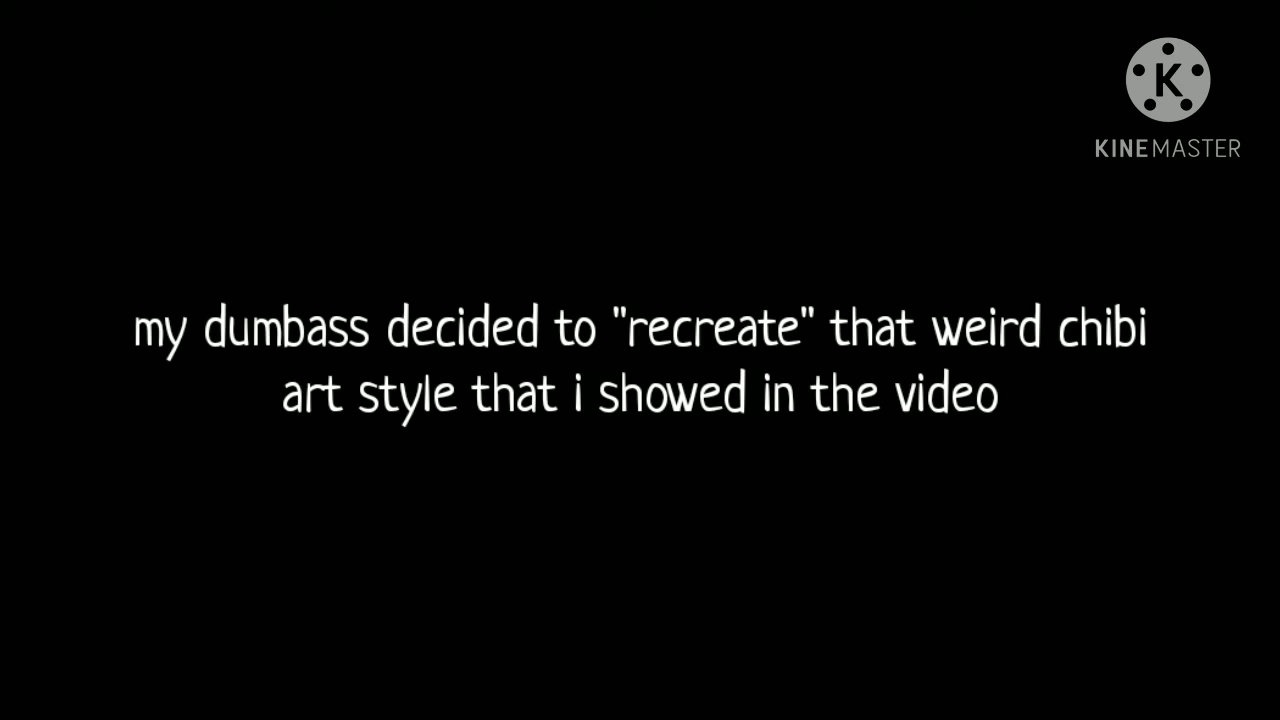 K
KINEMASTER
my dumbass decided to "recreate" that weird chibi
art style that i showed in the video